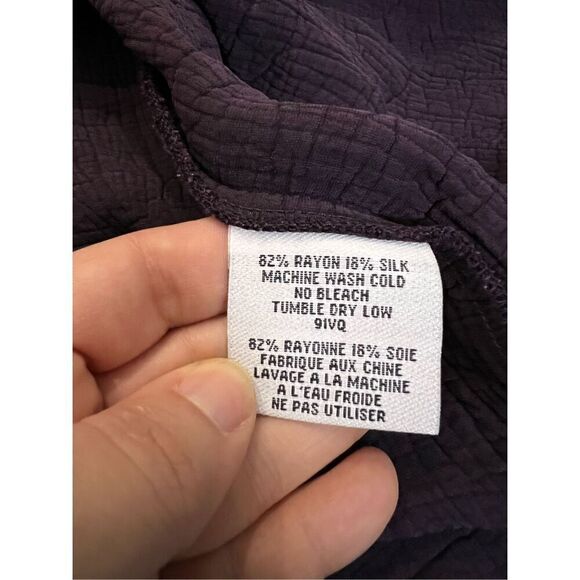 82% RAYON 18% SILK
MACHINE WASH COLD
NO BLEACH
TUMBLE DRY LOW
91VQ
82% RAYONNE 18% SOIE
FABRIQUE AUX CHINE
LAVAGE A LA MACHINE
A L'EAU FROIDE
NE PAS UTILISER